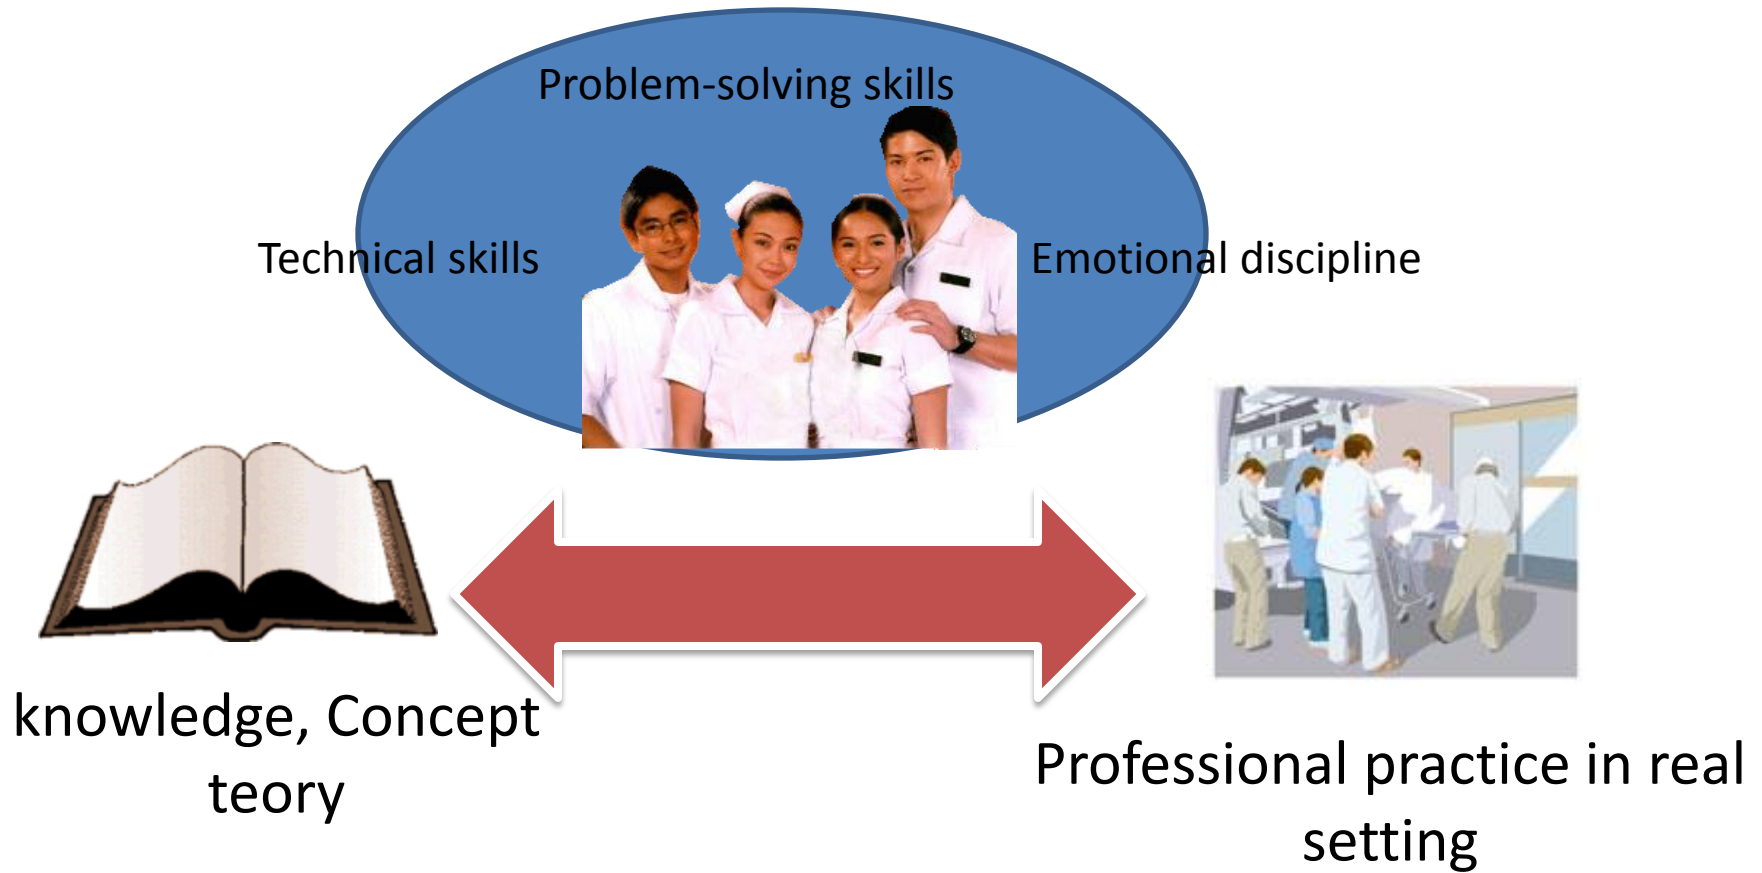 Problem-solving skills
Technical skills
Emotional discipline
knowledge, Concept
teory
Professional practice in real
setting